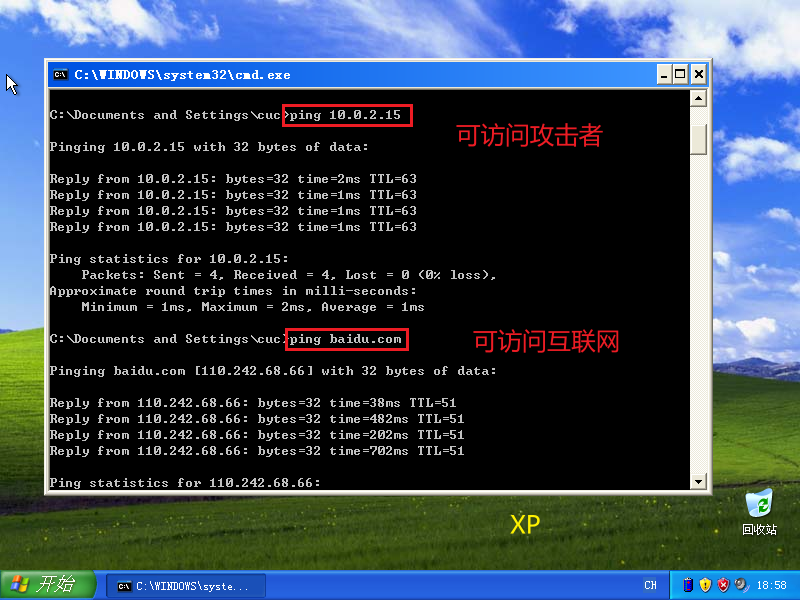 C:\WINDOWS\system32\cmd.exe
C:\Documents and Settings\cuc>ping 10.0.2.15
可访问攻击者
Pinging 10.0.2.15 with 32 bytes of data:
Reply from 10.0.2.15: bytes=32 time=2ms TTL=63
Reply from 10.0.2.15: bytes=32 time=1ms TTL=63
Reply from 10.0.2.15: bytes=32 time=1ms TTL=63
Reply from 10.0.2.15: bytes=32 time=1ms TTL=63
Ping statistics for 10.0.2.15:
Packets: Sent = 4, Received = 4, Lost = 0 (0% loss),
Approximate round trip times in milli-seconds:
Minimum = 1ms, Maximum = 2ms, Average = 1ms
C:\Documents and Settings\cuc>ping baidu.com
可访问互联网
Pinging baidu.com [110.242.68.66] with 32 bytes of data:
Reply from 110.242.68.66: bytes=32 time=38ms TTL=51
Reply from 110.242.68.66: bytes=32 time=482ms TTL=51
Reply from 110.242.68.66: bytes=32 time=202ms TTL=51
Reply from 110.242.68.66: bytes=32 time=702ms TTL=51
Ping statistics for 110.242.68.66:
XP
回收站
开始
C:\WINDOWS\syste...
CH
18:58